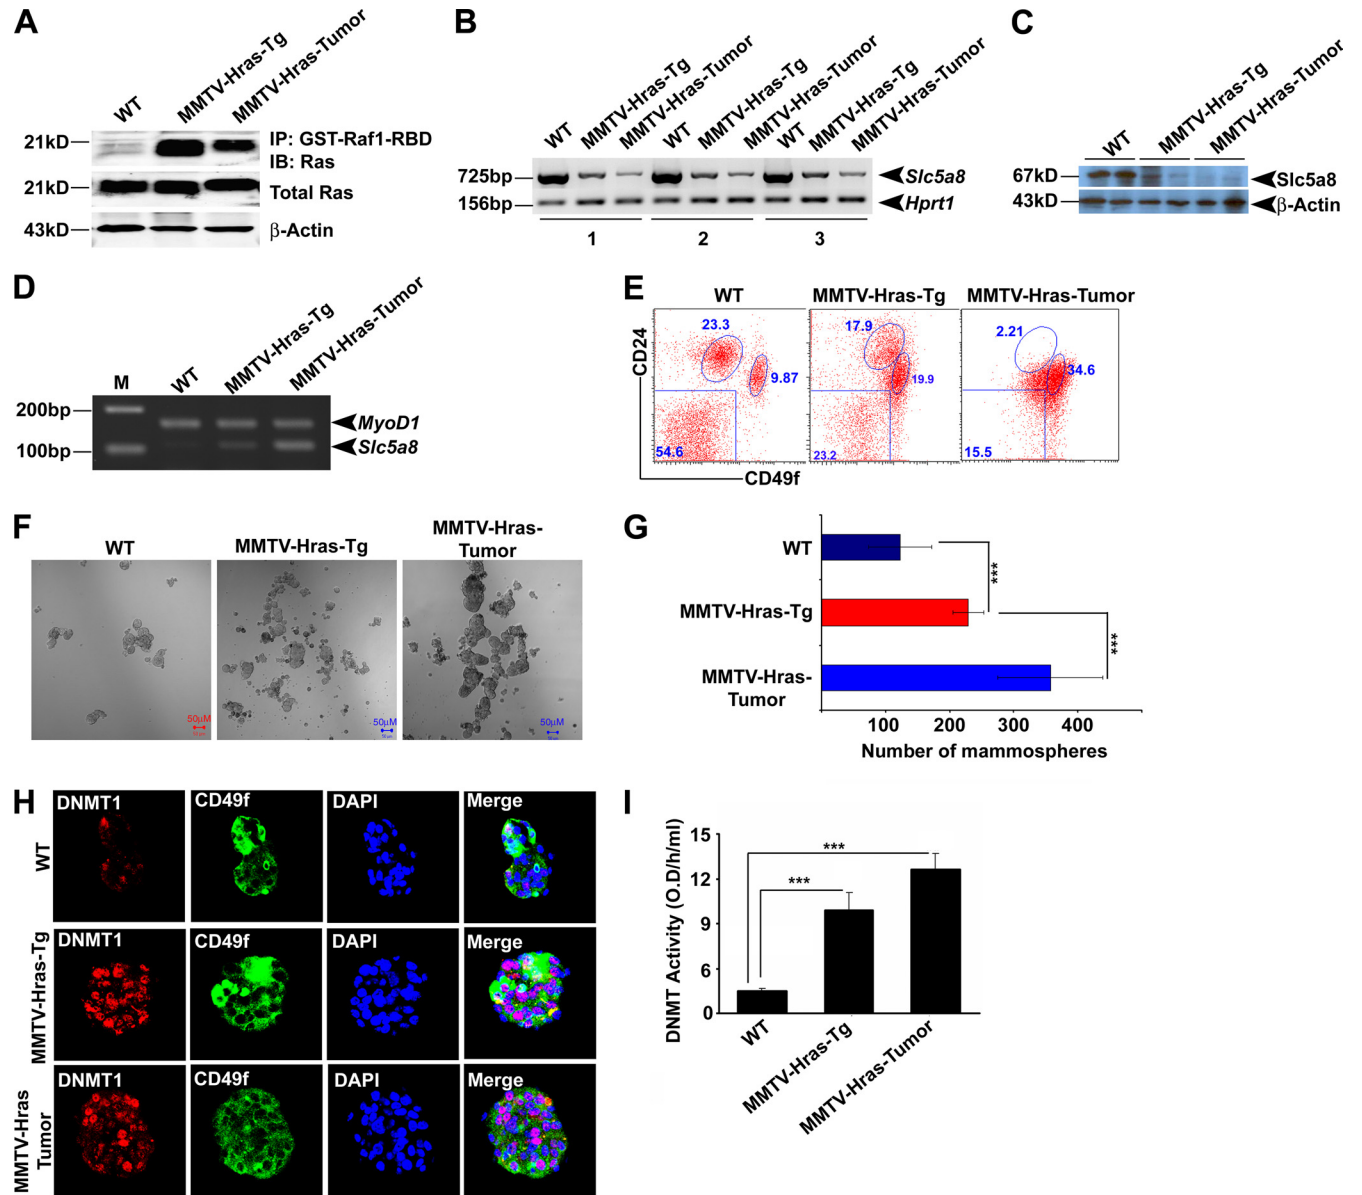 A
WT
MMTV-Hras-Tg
MMTV-Hras-Tumor
21kD
IP: GST-Raf1-RBD
IB: Ras
21kD
Total Ras
43kD
β-Actin
B
WT
MMTV-Hras-Tg
MMTV-Hras-Tumor
WT
MMTV-Hras-Tg
MMTV-Hras-Tumor
WT
MMTV-Hras-Tg
MMTV-Hras-Tumor
725bp
Slc5a8
156bp
Hprt1
1
2
3
C
WT
MMTV-Hras-Tg
MMTV-Hras-Tumor
67kD
Slc5a8
43kD
β-Actin
D
M
WT
MMTV-Hras-Tg
MMTV-Hras-Tumor
200bp
MyoD1
100bp
Slc5a8
E
WT
MMTV-Hras-Tg
MMTV-Hras-Tumor
CD24
23.3
9.87
54.6
17.9
19.9
23.2
2.21
34.6
15.5
CD49f
F
WT
MMTV-Hras-Tg
MMTV-Hras-
Tumor
50μM
50μM
50μM
G
WT
MMTV-Hras-Tg
MMTV-Hras-
Tumor
***
***
100
200
300
400
Number of mammospheres
H
WT
DNMT1
CD49f
DAPI
Merge
MMTV-Hras-Tg
DNMT1
CD49f
DAPI
Merge
MMTV-Hras
Tumor
DNMT1
CD49f
DAPI
Merge
I
DNMT Activity (O.D/h/ml)
15
12
9
6
0
***
***
WT
MMTV-Hras-Tg
MMTV-Hras-Tumor